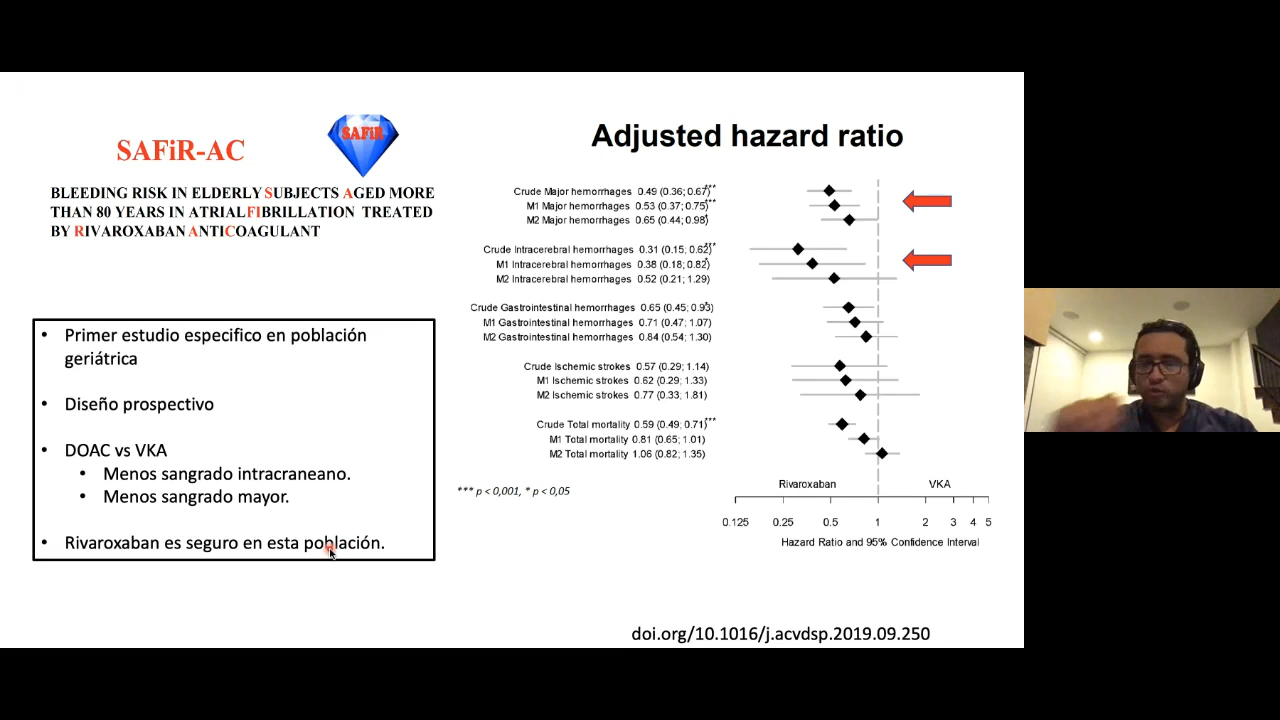 SAFiR-AC
SAFiR
BLEEDING RISK IN ELDERLY SUBJECTS AGED MORE
THAN 80 YEARS IN ATRIAL FIBRILLATION TREATED
BY RIVAROXABAN ANTICOAGULANT
• Primer estudio especifico en población
geriátrica
• Diseño prospectivo
• DOAC vs VKA
• Menos sangrado intracraneano.
• Menos sangrado mayor.
• Rivaroxaban es seguro en esta población.
Adjusted hazard ratio
Crude Major hemorrhages 0.49 (0.36; 0.67)***
M1 Major hemorrhages 0.53 (0.37; 0.75)***
M2 Major hemorrhages 0.65 (0.44; 0.98)*
Crude Intracerebral hemorrhages 0.31 (0.15; 0.62)***
M1 Intracerebral hemorrhages 0.38 (0.18; 0.82)*
M2 Intracerebral hemorrhages 0.52 (0.21; 1.29)
Crude Gastrointestinal hemorrhages 0.65 (0.45; 0.93)*
M1 Gastrointestinal hemorrhages 0.71 (0.47; 1.07)
M2 Gastrointestinal hemorrhages 0.84 (0.54; 1.30)
Crude Ischemic strokes 0.57 (0.29; 1.14)
M1 Ischemic strokes 0.62 (0.29; 1.33)
M2 Ischemic strokes 0.77 (0.33; 1.81)
Crude Total mortality 0.59 (0.49; 0.71)***
M1 Total mortality 0.81 (0.65; 1.01)
M2 Total mortality 1.06 (0.82; 1.35)
*** p < 0,001, * p < 0,05
Rivaroxaban VKA
0.125 0.25 0.5 1 2 3 4 5
Hazard Ratio and 95% Confidence Interval
doi.org/10.1016/j.acvdsp.2019.09.250